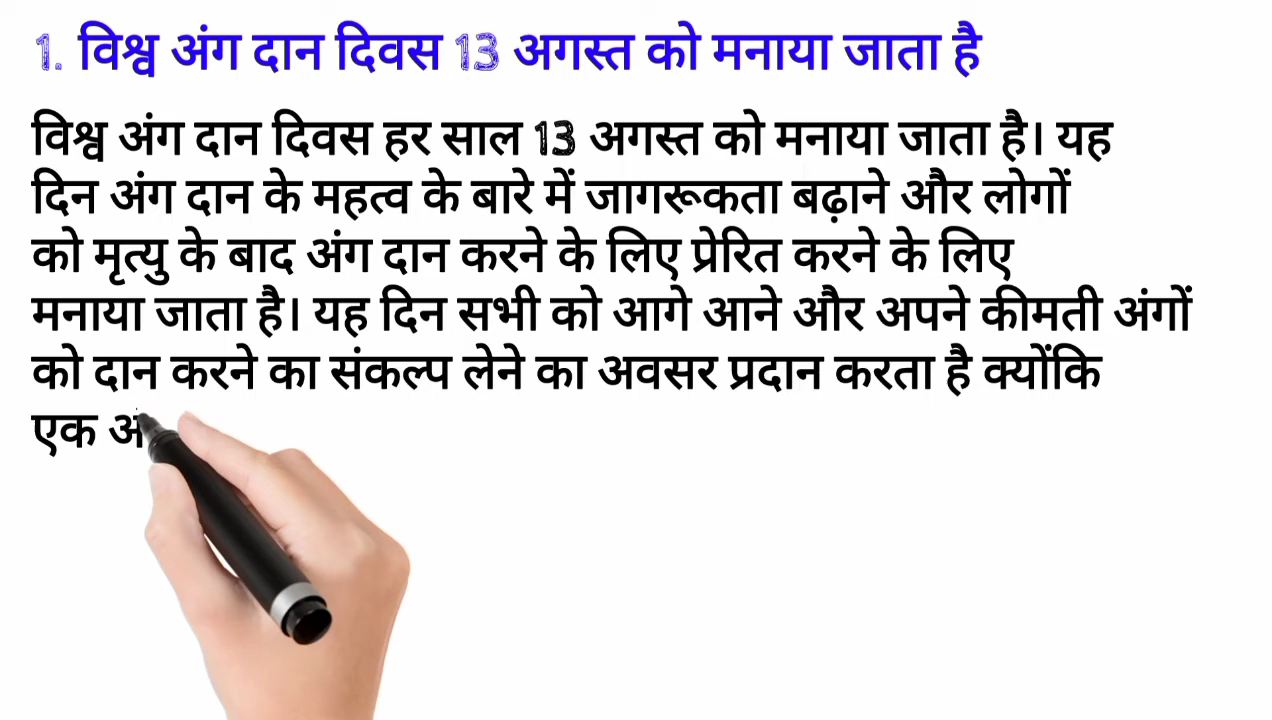 1. विश्व अंग दान दिवस 13 अगस्त को मनाया जाता है
विश्व अंग दान दिवस हर साल 13 अगस्त को मनाया जाता है। यह
दिन अंग दान के महत्व के बारे में जागरूकता बढ़ाने और लोगों
को मृत्यु के बाद अंग दान करने के लिए प्रेरित करने के लिए
मनाया जाता है। यह दिन सभी को आगे आने और अपने कीमती अंगों
को दान करने का संकल्प लेने का अवसर प्रदान करता है क्योंकि
एक